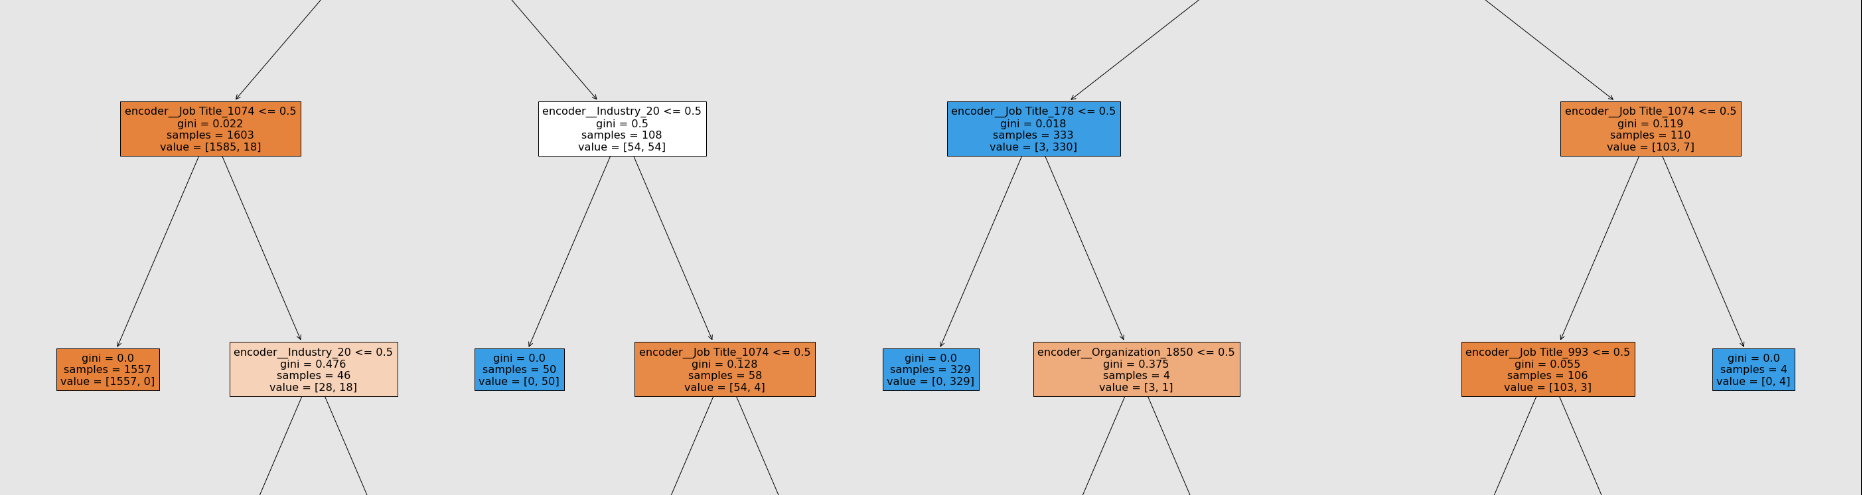 encoder__Job Title_1074 <= 0.5
gini = 0.022
samples = 1603
value = [1585, 18]
encoder__Industry_20 <= 0.5
gini = 0.5
samples = 108
value = [54, 54]
encoder__Job Title_178 <= 0.5
gini = 0.018
samples = 333
value = [3, 330]
encoder__Job Title_1074 <= 0.5
gini = 0.119
samples = 110
value = [103, 7]
gini = 0.0
samples = 1557
value = [1557, 0]
encoder__Industry_20 <= 0.5
gini = 0.476
samples = 46
value = [28, 18]
gini = 0.0
samples = 50
value = [0, 50]
encoder__Job Title_1074 <= 0.5
gini = 0.128
samples = 58
value = [54, 4]
gini = 0.0
samples = 329
value = [0, 329]
encoder__Organization_1850 <= 0.5
gini = 0.375
samples = 4
value = [3, 1]
encoder__Job Title_993 <= 0.5
gini = 0.055
samples = 106
value = [103, 3]
gini = 0.0
samples = 4
value = [0, 4]